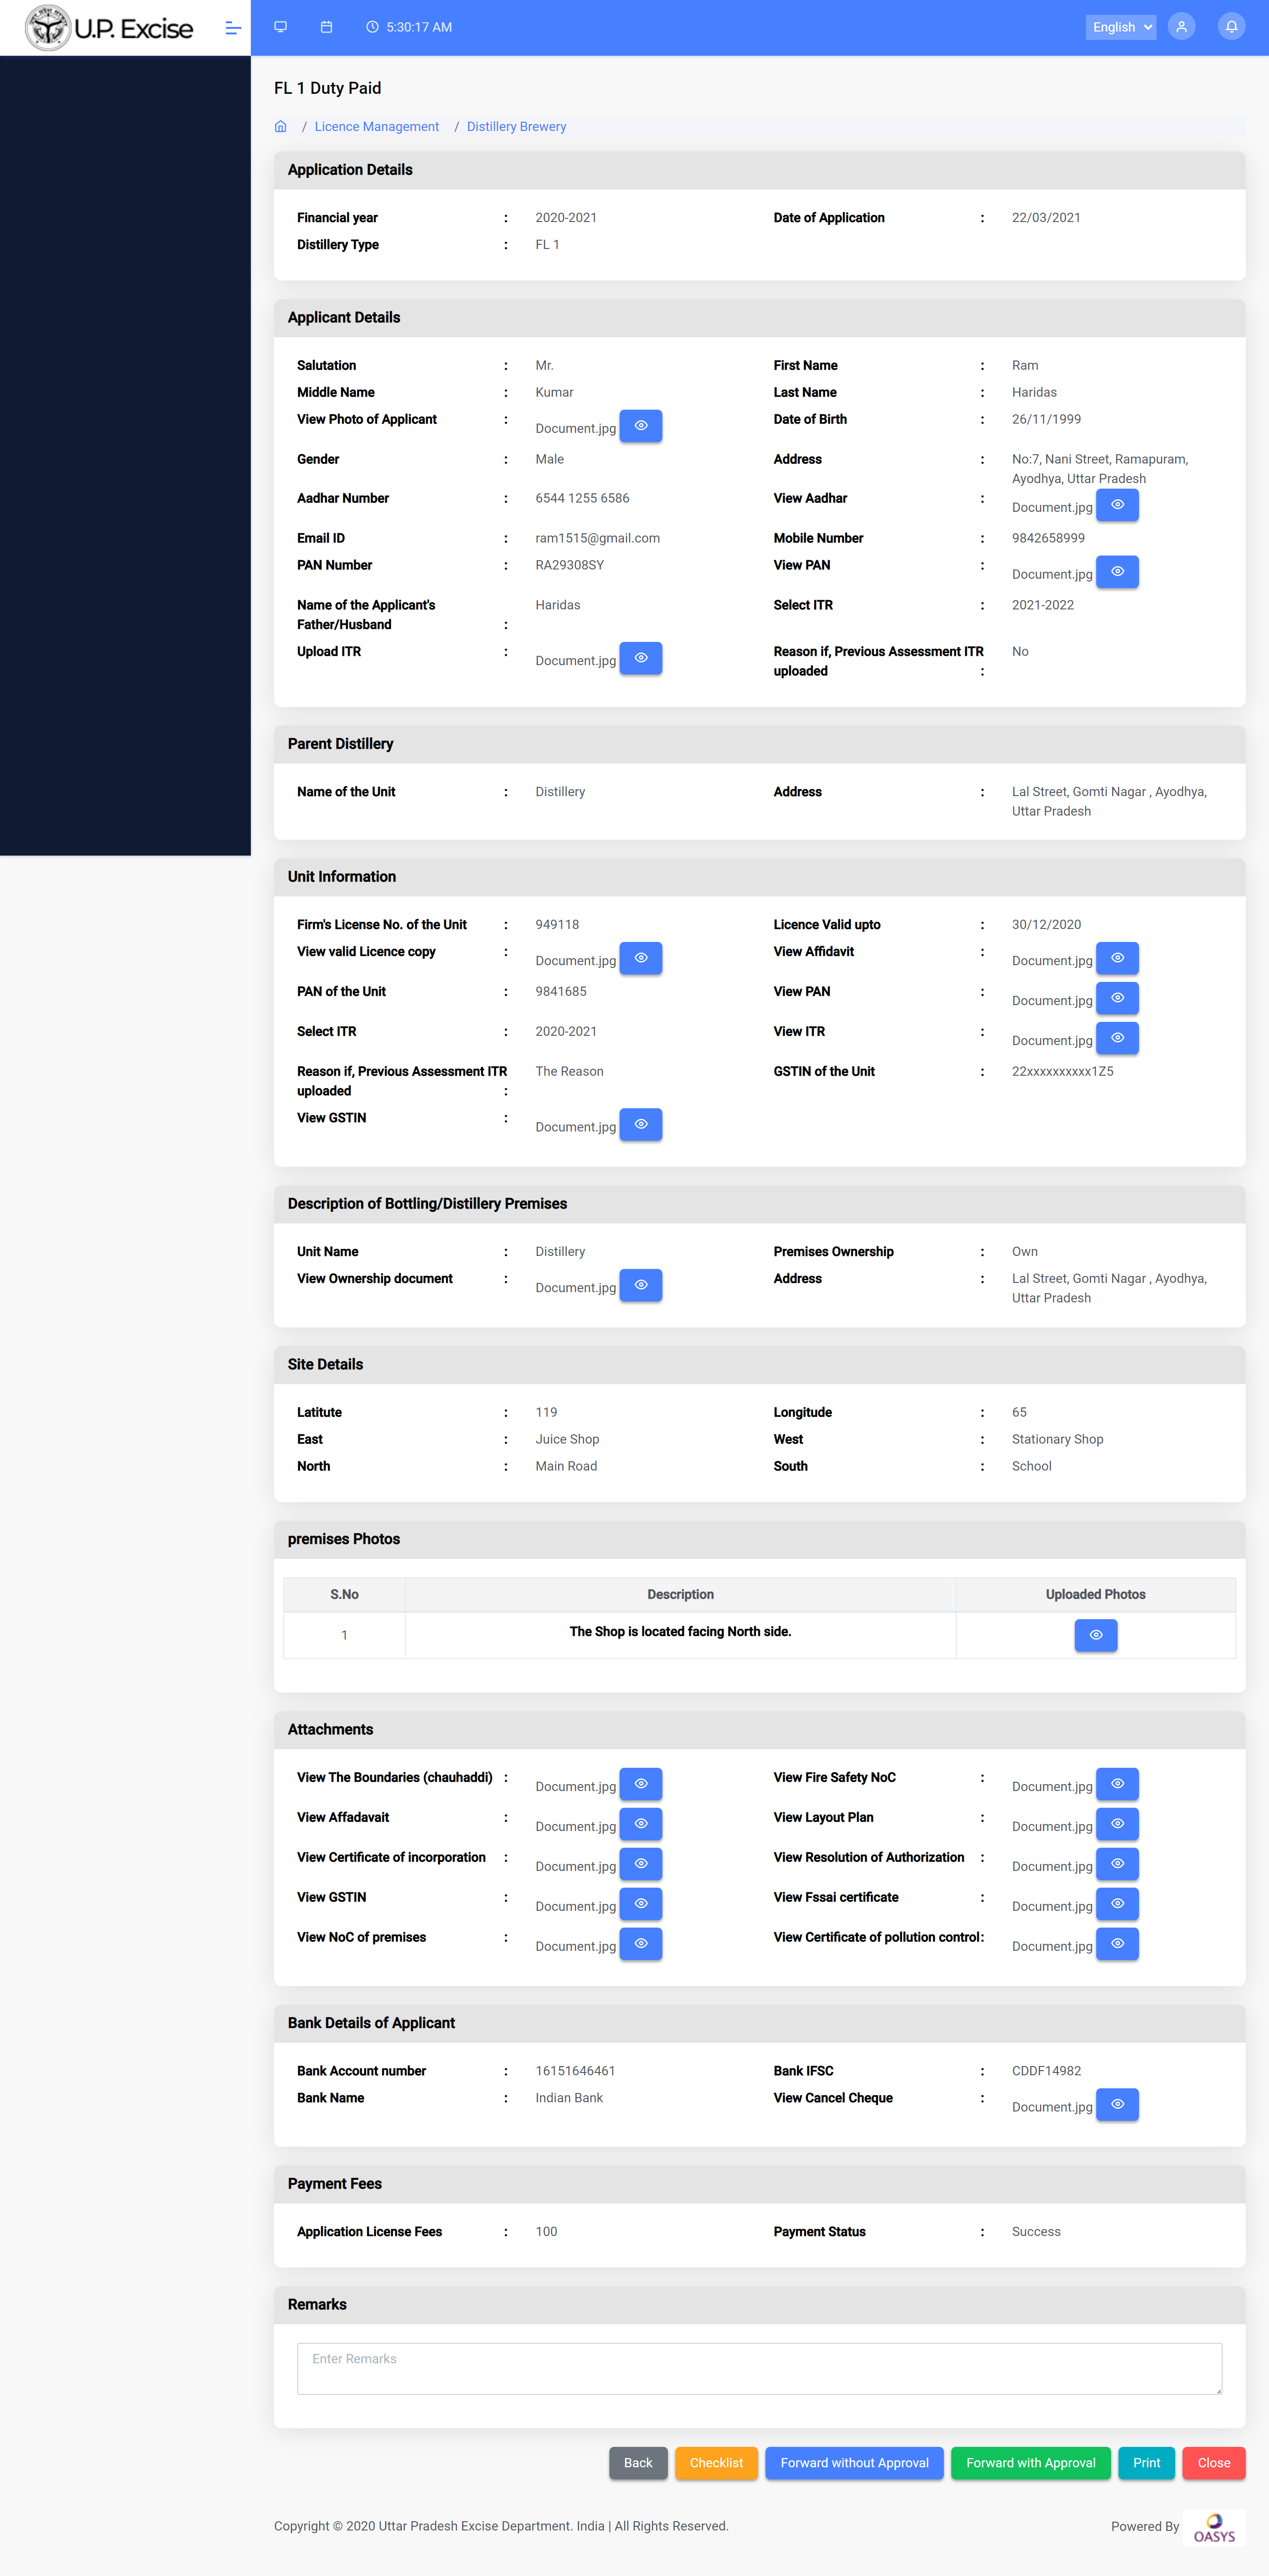 U.P. Excise
5:30:17 AM
English
FL 1 Duty Paid
/ Licence Management / Distillery Brewery
Application Details
Financial year : 2020-2021 Date of Application : 22/03/2021
Distillery Type : FL 1
Applicant Details
Salutation : Mr. First Name : Ram
Middle Name : Kumar Last Name : Haridas
View Photo of Applicant : Document.jpg Date of Birth : 26/11/1999
Gender : Male Address : No:7, Nani Street, Ramapuram,
Ayodhya, Uttar Pradesh
Aadhar Number : 6544 1255 6586 View Aadhar : Document.jpg
Email ID : ram1515@gmail.com Mobile Number : 9842658999
PAN Number : RA29308SY View PAN : Document.jpg
Name of the Applicant's Haridas Select ITR : 2021-2022
Father/Husband :
Upload ITR : Document.jpg Reason if, Previous Assessment ITR No
uploaded :
Parent Distillery
Name of the Unit : Distillery Address : Lal Street, Gomti Nagar , Ayodhya,
Uttar Pradesh
Unit Information
Firm's License No. of the Unit : 949118 Licence Valid upto : 30/12/2020
View valid Licence copy : Document.jpg View Affidavit : Document.jpg
PAN of the Unit : 9841685 View PAN : Document.jpg
Select ITR : 2020-2021 View ITR : Document.jpg
Reason if, Previous Assessment ITR The Reason GSTIN of the Unit : 22xxxxxxxxxx1Z5
uploaded :
View GSTIN : Document.jpg
Description of Bottling/Distillery Premises
Unit Name : Distillery Premises Ownership : Own
View Ownership document : Document.jpg Address : Lal Street, Gomti Nagar , Ayodhya,
Uttar Pradesh
Site Details
Latitute : 119 Longitude : 65
East : Juice Shop West : Stationary Shop
North : Main Road South : School
premises Photos
S.No Description Uploaded Photos
1 The Shop is located facing North side.
Attachments
View The Boundaries (chauhaddi) : Document.jpg View Fire Safety NoC : Document.jpg
View Affadavait : Document.jpg View Layout Plan : Document.jpg
View Certificate of incorporation : Document.jpg View Resolution of Authorization : Document.jpg
View GSTIN : Document.jpg View Fssai certificate : Document.jpg
View NoC of premises : Document.jpg View Certificate of pollution control: Document.jpg
Bank Details of Applicant
Bank Account number : 16151646461 Bank IFSC : CDDF14982
Bank Name : Indian Bank View Cancel Cheque : Document.jpg
Payment Fees
Application License Fees : 100 Payment Status : Success
Remarks
Enter Remarks
Back Checklist Forward without Approval Forward with Approval Print Close
Copyright © 2020 Uttar Pradesh Excise Department. India | All Rights Reserved. Powered By OASYS